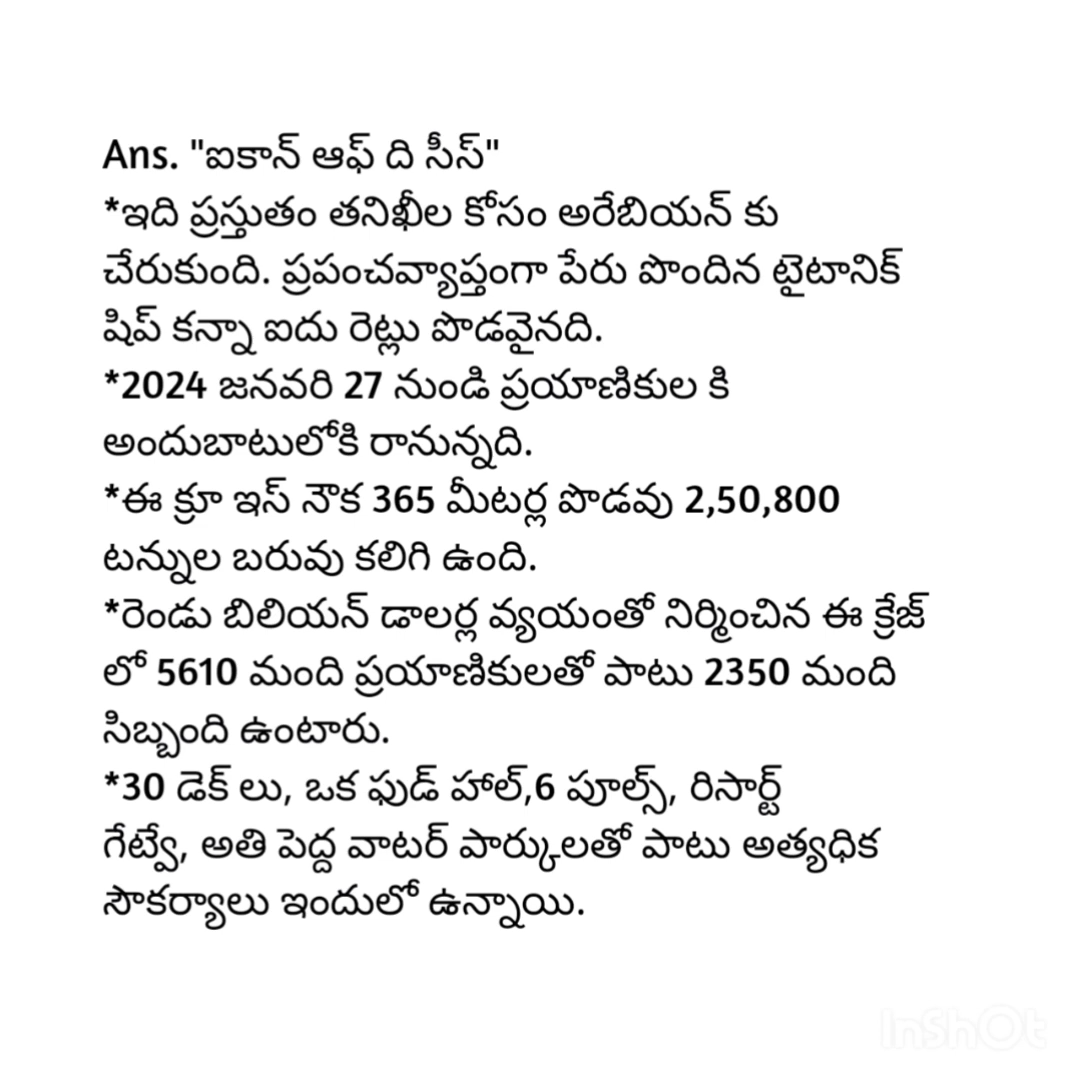 Ans. "ఐకాన్ ఆఫ్ ది సీస్"
*ఇది ప్రస్తుతం తనిఖీల కోసం అరేబియన్ కు
చేరుకుంది. ప్రపంచవ్యాప్తంగా పేరు పొందిన టైటానిక్
షిప్ కన్నా ఐదు రెట్లు పొడవైనది.
*2024 జనవరి 27 నుండి ప్రయాణికుల కి
అందుబాటులోకి రానున్నది.
*ఈ క్రూ ఇస్ నౌక 365 మీటర్ల పొడవు 2,50,800
టన్నుల బరువు కలిగి ఉంది.
*రెండు బిలియన్ డాలర్ల వ్యయంతో నిర్మించిన ఈ క్రేజ్
లో 5610 మంది ప్రయాణికులతో పాటు 2350 మంది
సిబ్బంది ఉంటారు.
*30 డెక్ లు, ఒక ఫుడ్ హాల్,6 పూల్స్, రిసార్ట్
గేట్వే, అతి పెద్ద వాటర్ పార్కులతో పాటు అత్యధిక
సౌకర్యాలు ఇందులో ఉన్నాయి.
InShOt